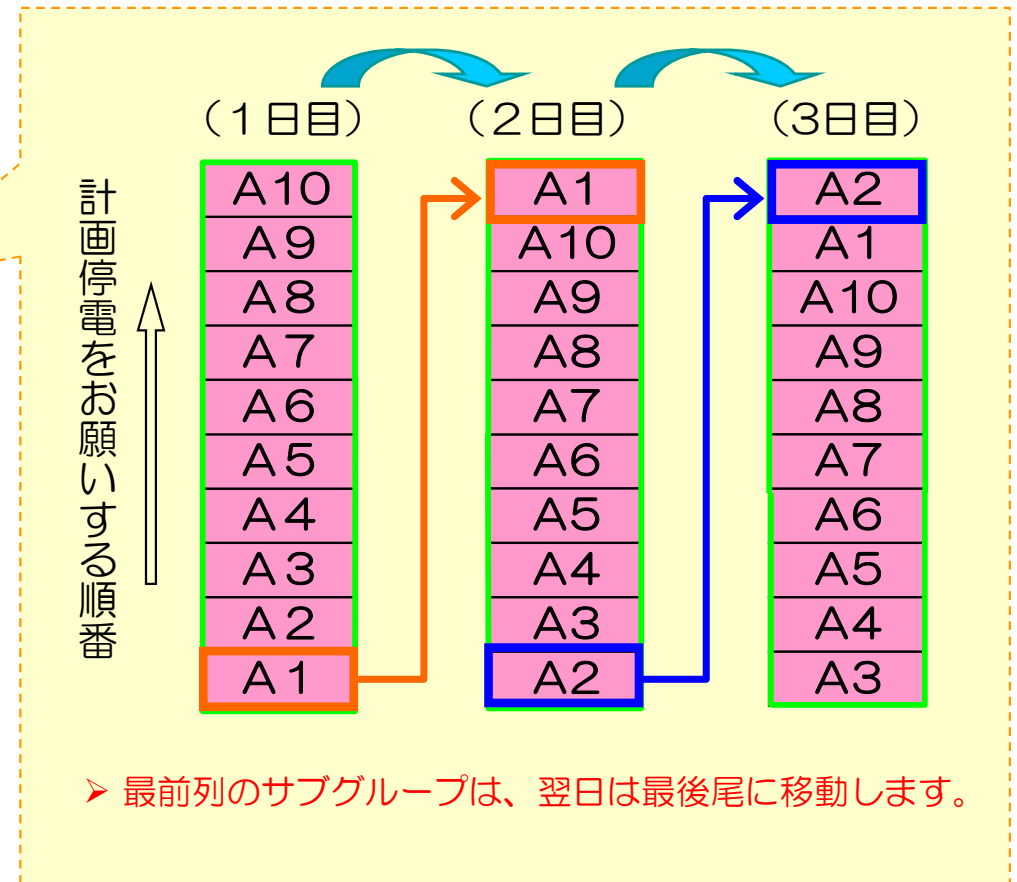 （１日目）
（２日目）
（3日目）
計画停電をお願いする順番
A10
A9
A8
A7
A6
A5
A4
A3
A2
A1
A1
A10
A9
A8
A7
A6
A5
A4
A3
A2
A2
A1
A10
A9
A8
A7
A6
A5
A4
A3
➢ 最前列のサブグループは、翌日は最後尾に移動します。